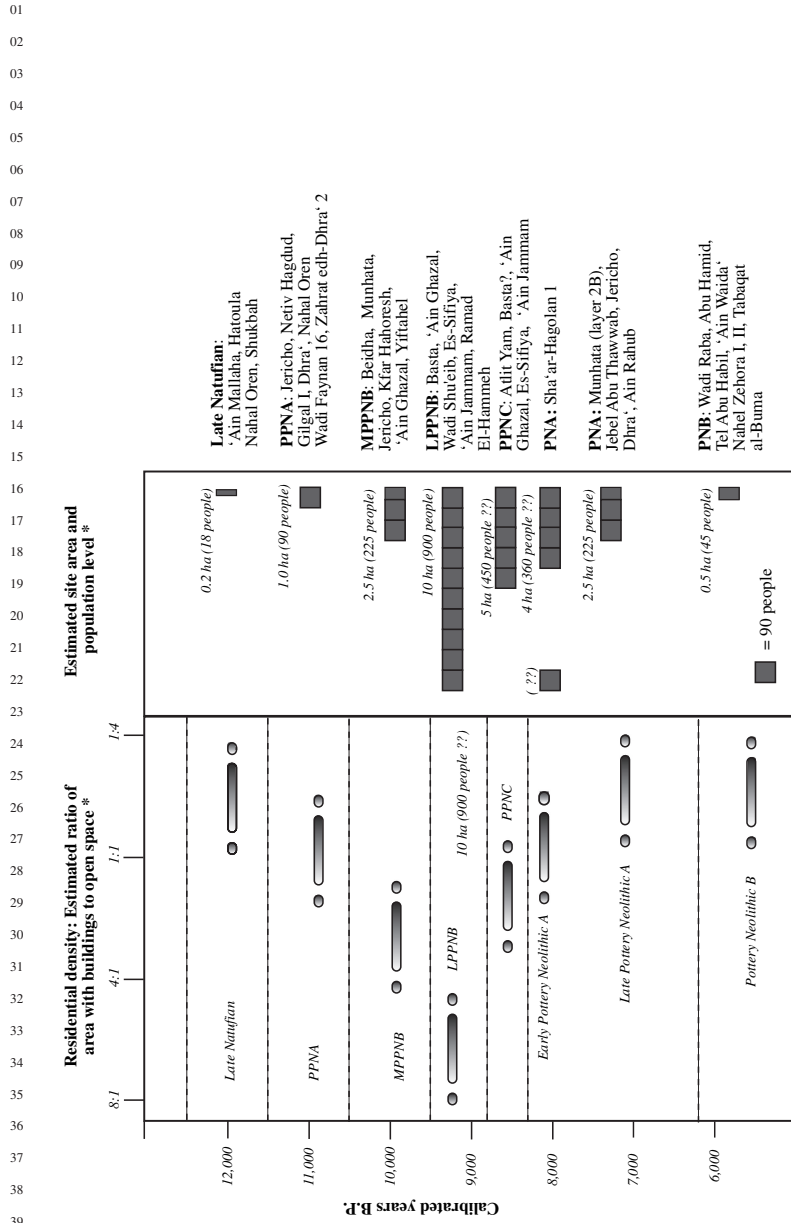 01
02
03
04
05
06
07
08
09
10
11
12
13
14
15
16
17
18
19
20
21
22
23
24
25
26
27
28
29
30
31
32
33
34
35
36
37
38
39
Residential density: Estimated ratio of
area with buildings to open space *
Estimated site area and
population level *
8:1
4:1
1:1
1:4
Calibrated years B.P.
12,000
11,000
10,000
9,000
8,000
7,000
6,000
Late Natufian
PPNA
MPPNB
LPPNB
10 ha (900 people ??)
PPNC
Early Pottery Neolithic A
Late Pottery Neolithic A
Pottery Neolithic B
0.2 ha (18 people)
1.0 ha (90 people)
2.5 ha (225 people)
10 ha (900 people)
5 ha (450 people ??)
4 ha (360 people ??)
( ??)
2.5 ha (225 people)
0.5 ha (45 people)
= 90 people
Late Natufian:
‘Ain Mallaha, Hatoula
Nahal Oren, Shukbah
PPNA: Jericho, Netiv Hagdud,
Gilgal I, Dhra‘, Nahal Oren
Wadi Faynan 16, Zahrat edh-Dhra‘ 2
MPPNB: Beidha, Munhata,
Jericho, Kfar Hahoresh,
‘Ain Ghazal, Yiftahel
LPPNB: Basta, ‘Ain Ghazal,
Wadi Shu'eib, Es-Sifiya,
‘Ain Jammam, Ramad
El-Hammeh
PPNC: Atlit Yam, Basta?, ‘Ain
Ghazal, Es-Sifiya, ‘Ain Jammam
PNA: Sha‘ar-Hagolan 1
PNA: Munhata (layer 2B),
Jebel Abu Thawwab, Jericho,
Dhra‘, Ain Rahub
PNB: Wadi Raba, Abu Hamid,
Tel Abu Habil, ‘Ain Waida‘
Nahel Zehora I, II, Tabaqat
al-Buma